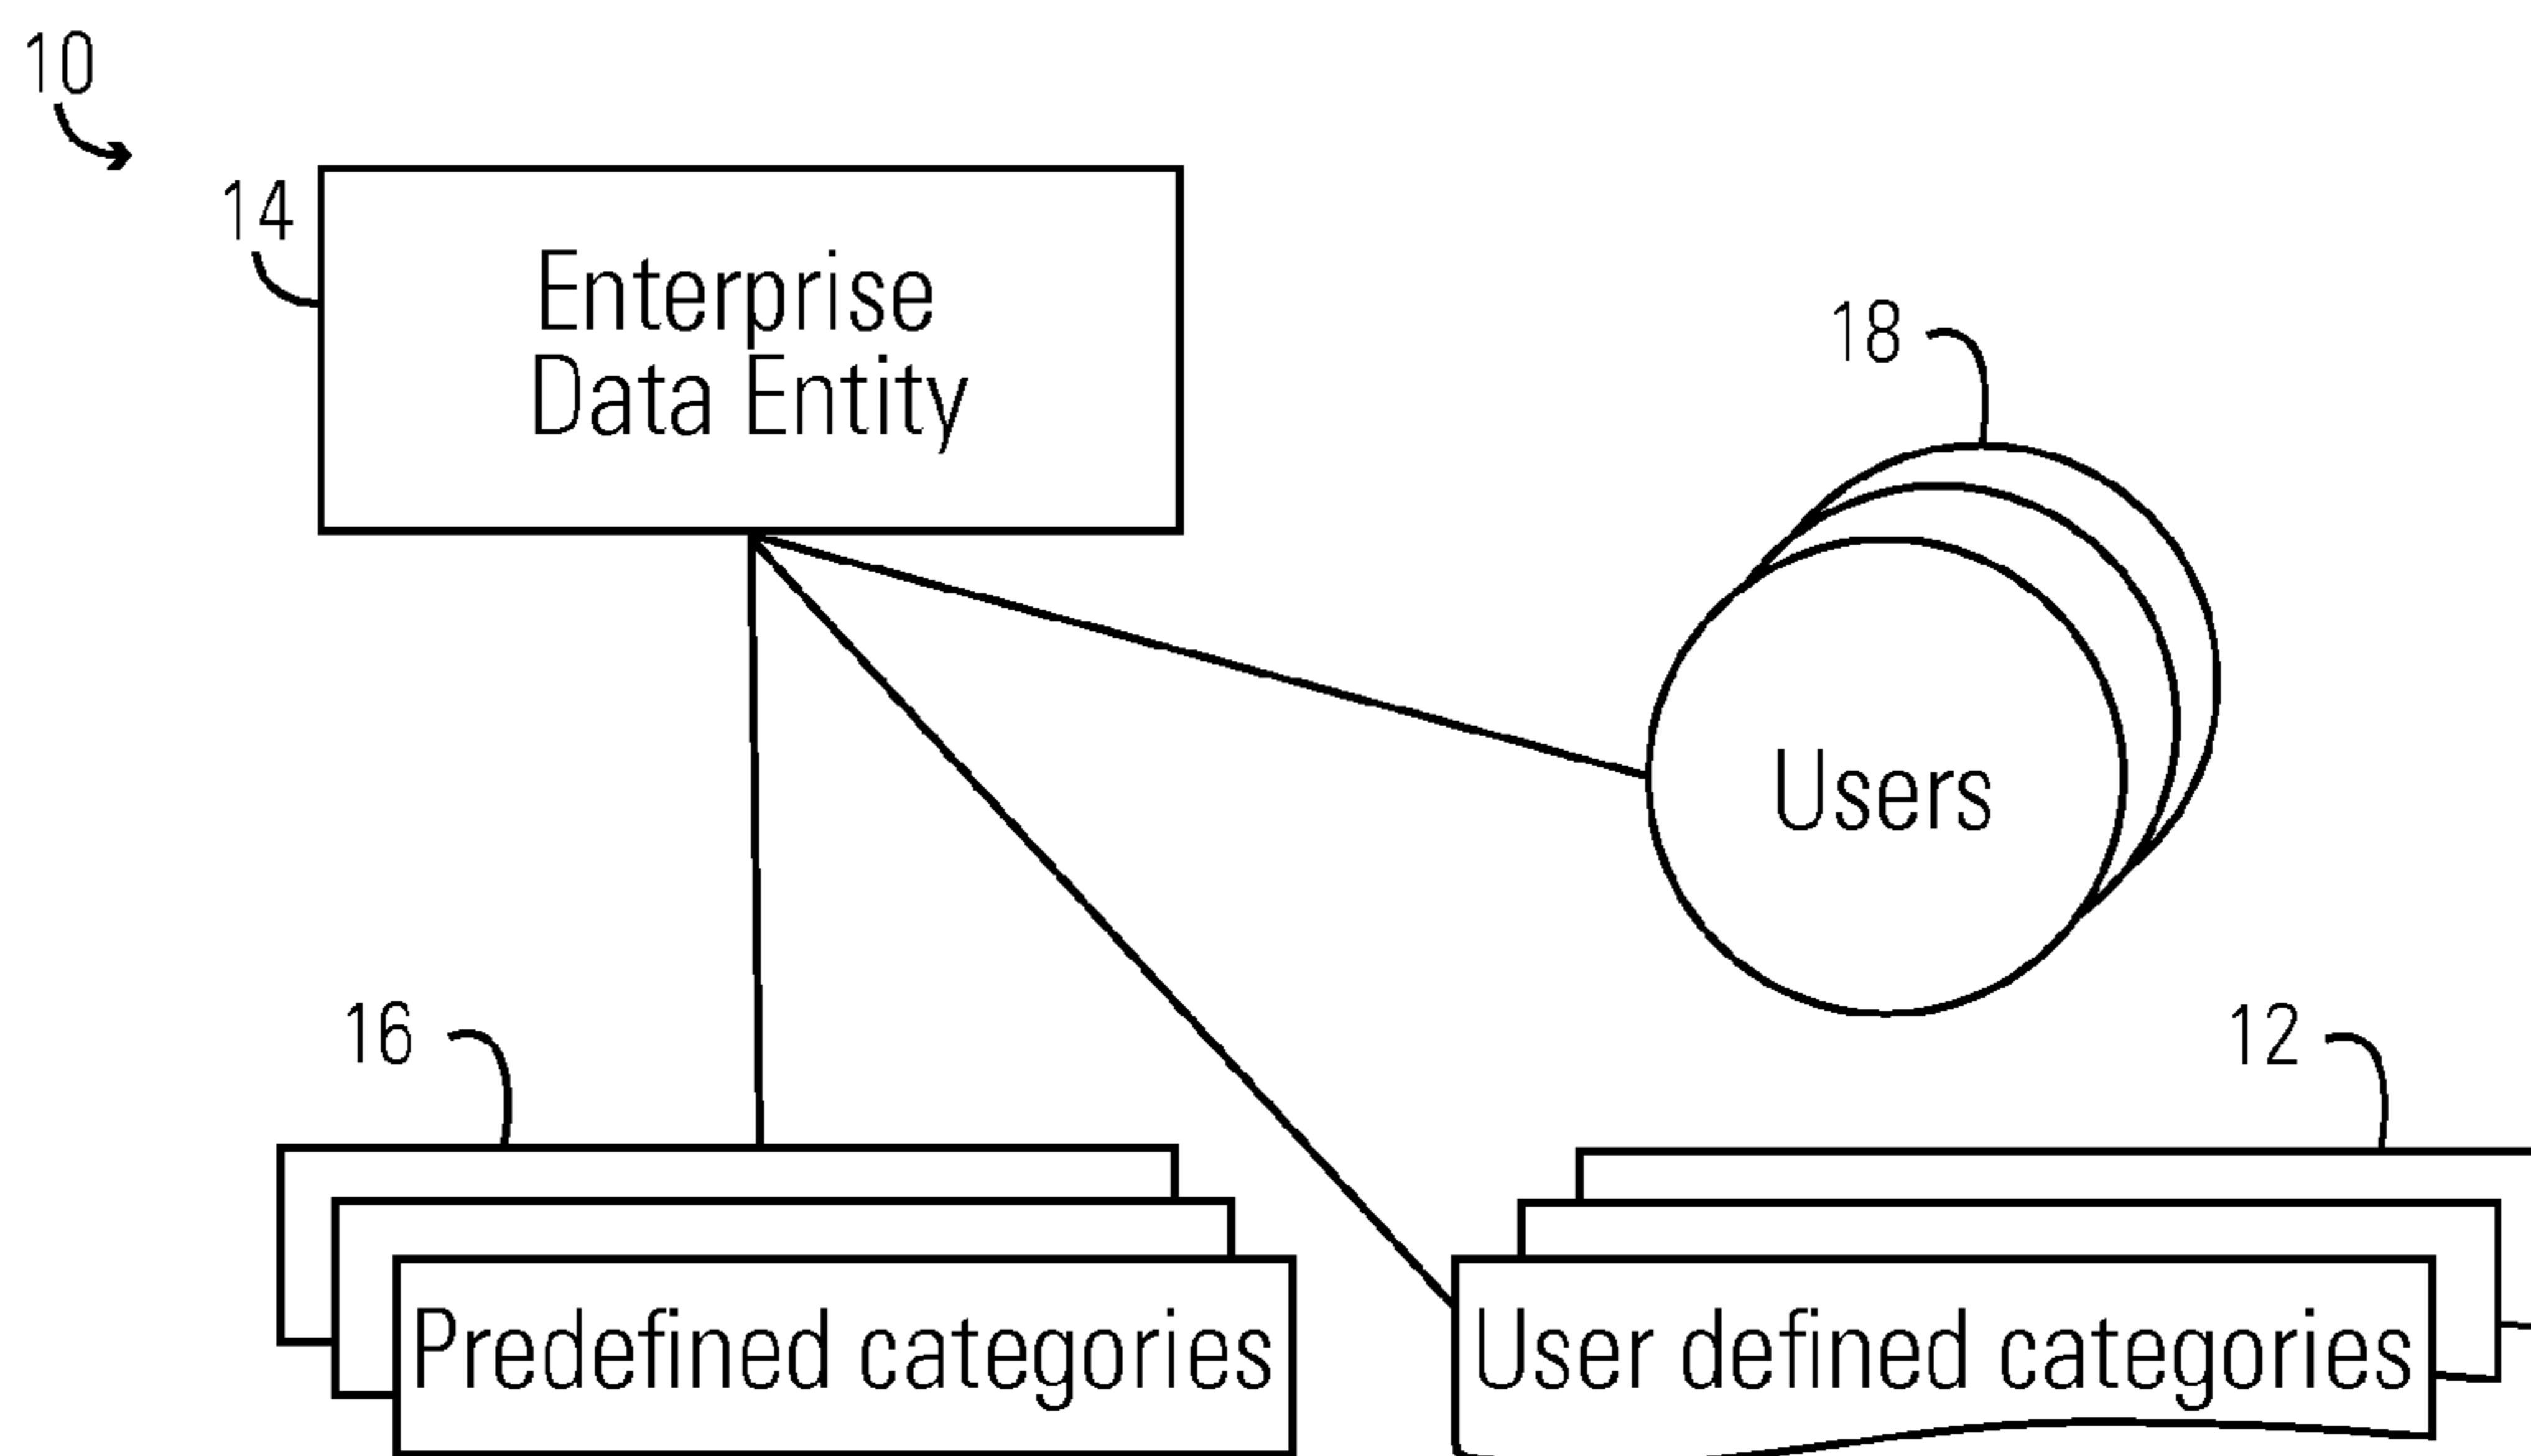 10
14
Enterprise
Data Entity
18
Users
16
12
Predefined categories
User defined categories